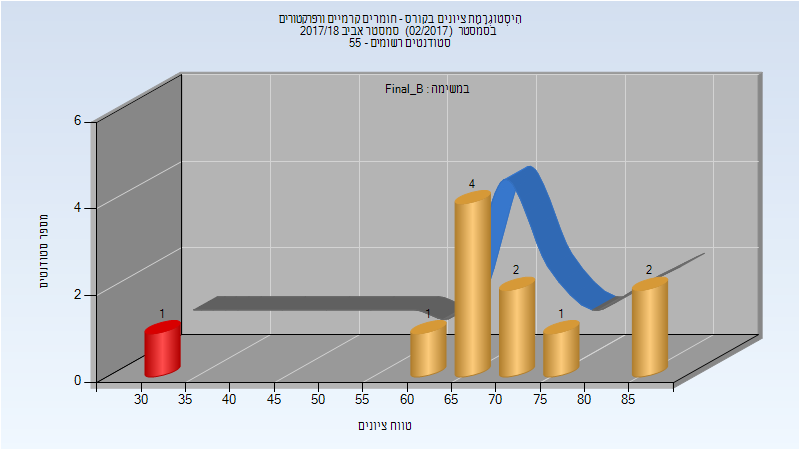 היסטוגרמת ציונים בקורס - חומרים קרמיים ורפרקטורים
בסמסטר (02/2017) סמסטר אביב 2017/18
סטודנטים רשומים - 55
במשימה : Final_B
מספר סטודנטים
6
4
2
0
1
1
4
2
1
2
30 35 40 45 50 55 60 65 70 75 80 85
טווח ציונים